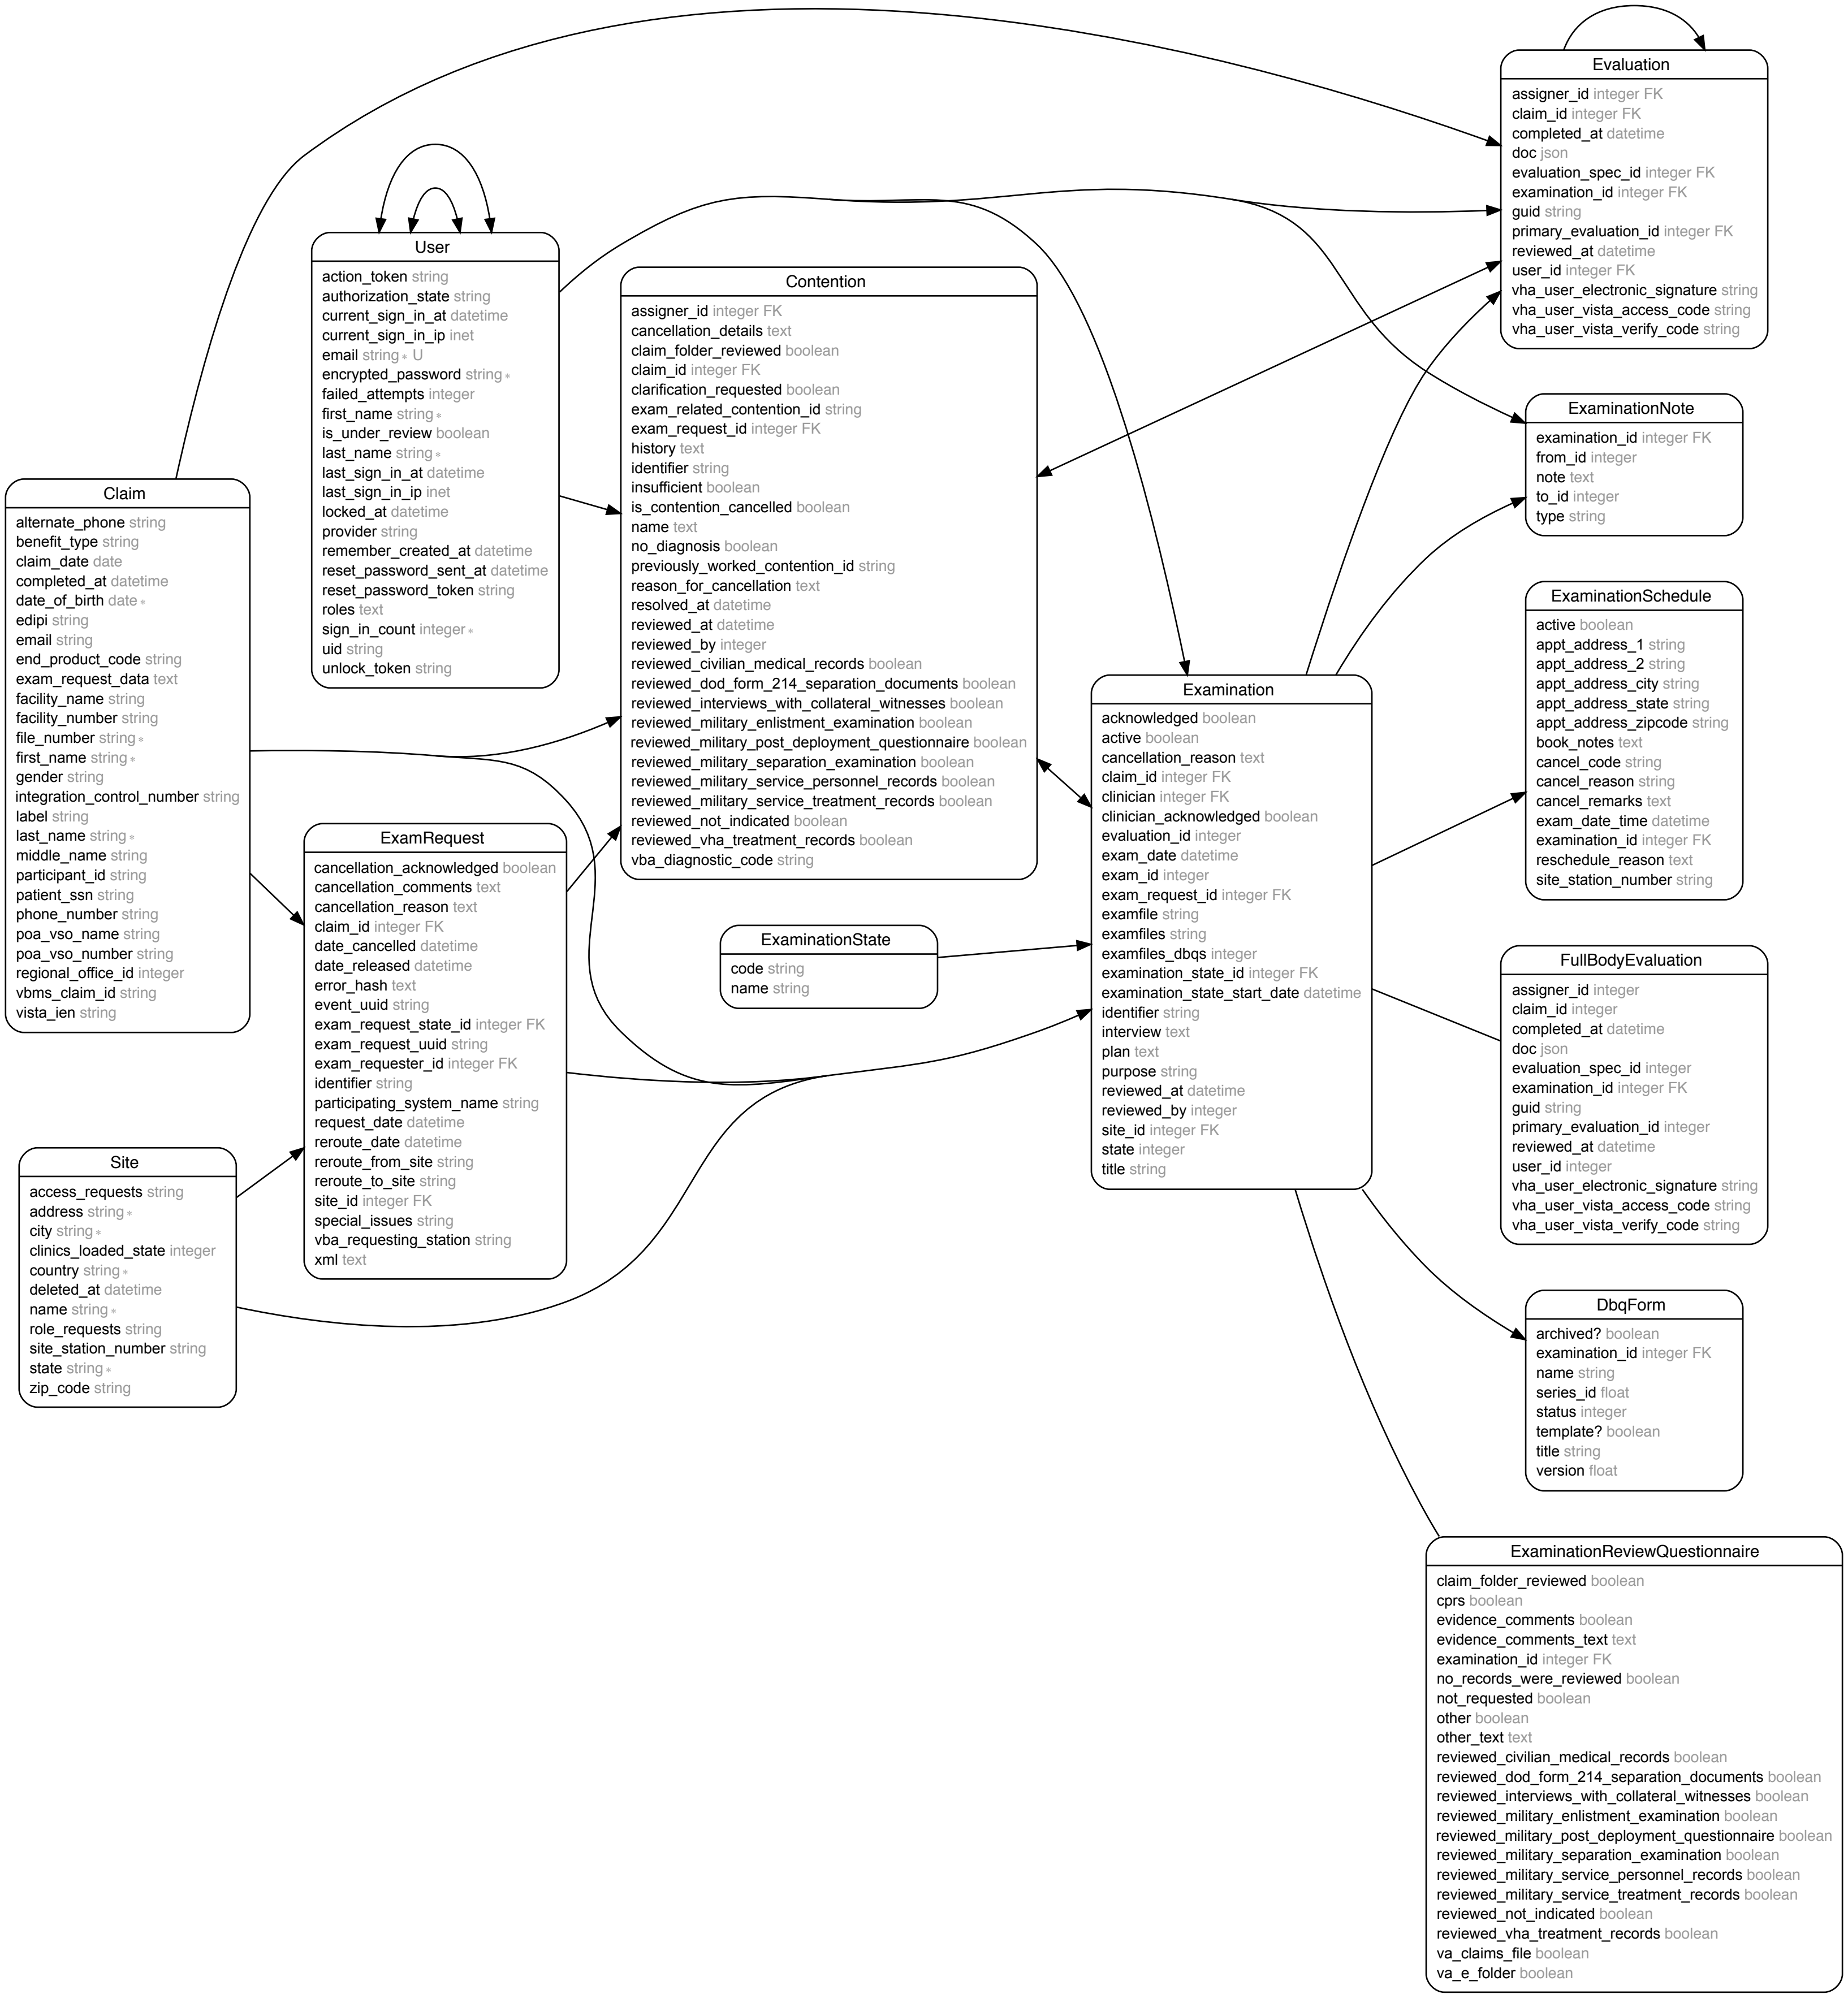 Evaluation
assigner_id integer FK
claim_id integer FK
completed_at datetime
doc json
evaluation_spec_id integer FK
examination_id integer FK
guid string
primary_evaluation_id integer FK
reviewed_at datetime
user_id integer FK
vha_user_electronic_signature string
vha_user_vista_access_code string
vha_user_vista_verify_code string
User
action_token string
authorization_state string
current_sign_in_at datetime
current_sign_in_ip inet
email string* U
encrypted_password string*
failed_attempts integer
first_name string*
is_under_review boolean
last_name string*
last_sign_in_at datetime
last_sign_in_ip inet
locked_at datetime
provider string
remember_created_at datetime
reset_password_sent_at datetime
reset_password_token string
roles text
sign_in_count integer*
uid string
unlock_token string
Contention
assigner_id integer FK
cancellation_details text
claim_folder_reviewed boolean
claim_id integer FK
clarification_requested boolean
exam_related_contention_id string
exam_request_id integer FK
history text
identifier string
insufficient boolean
is_contention_cancelled boolean
name text
no_diagnosis boolean
previously_worked_contention_id string
reason_for_cancellation text
resolved_at datetime
reviewed_at datetime
reviewed_by integer
reviewed_civilian_medical_records boolean
reviewed_dod_form_214_separation_documents boolean
reviewed_interviews_with_collateral_witnesses boolean
reviewed_military_enlistment_examination boolean
reviewed_military_post_deployment_questionnaire boolean
reviewed_military_separation_examination boolean
reviewed_military_service_personnel_records boolean
reviewed_military_service_treatment_records boolean
reviewed_not_indicated boolean
reviewed_vha_treatment_records boolean
vba_diagnostic_code string
ExaminationNote
examination_id integer FK
from_id integer
note text
to_id integer
type string
Claim
alternate_phone string
benefit_type string
claim_date date
completed_at datetime
date_of_birth date*
edipi string
email string
end_product_code string
exam_request_data text
facility_name string
facility_number string
file_number string*
first_name string*
gender string
integration_control_number string
label string
last_name string*
middle_name string
participant_id string
patient_ssn string
phone_number string
poa_vso_name string
poa_vso_number string
regional_office_id integer
vbms_claim_id string
vista_ien string
ExaminationSchedule
active boolean
appt_address_1 string
appt_address_2 string
appt_address_city string
appt_address_state string
appt_address_zipcode string
book_notes text
cancel_code string
cancel_reason string
cancel_remarks text
exam_date_time datetime
examination_id integer FK
reschedule_reason text
site_station_number string
Examination
acknowledged boolean
active boolean
cancellation_reason text
claim_id integer FK
clinician integer FK
clinician_acknowledged boolean
evaluation_id integer
exam_date datetime
exam_id integer
exam_request_id integer FK
examfile string
examfiles string
examfiles_dbqs integer
examination_state_id integer FK
examination_state_start_date datetime
identifier string
interview text
plan text
purpose string
reviewed_at datetime
reviewed_by integer
site_id integer FK
state integer
title string
ExamRequest
cancellation_acknowledged boolean
cancellation_comments text
cancellation_reason text
claim_id integer FK
date_cancelled datetime
date_released datetime
error_hash text
event_uuid string
exam_request_state_id integer FK
exam_request_uuid string
exam_requester_id integer FK
identifier string
participating_system_name string
request_date datetime
reroute_date datetime
reroute_from_site string
reroute_to_site string
site_id integer FK
special_issues string
vba_requesting_station string
xml text
ExaminationState
code string
name string
FullBodyEvaluation
assigner_id integer
claim_id integer
completed_at datetime
doc json
evaluation_spec_id integer
examination_id integer FK
guid string
primary_evaluation_id integer
reviewed_at datetime
user_id integer
vha_user_electronic_signature string
vha_user_vista_access_code string
vha_user_vista_verify_code string
Site
access_requests string
address string*
city string*
clinics_loaded_state integer
country string*
deleted_at datetime
name string*
role_requests string
site_station_number string
state string*
zip_code string
DbqForm
archived? boolean
examination_id integer FK
name string
series_id float
status integer
template? boolean
title string
version float
ExaminationReviewQuestionnaire
claim_folder_reviewed boolean
cprs boolean
evidence_comments boolean
evidence_comments_text text
examination_id integer FK
no_records_were_reviewed boolean
not_requested boolean
other boolean
other_text text
reviewed_civilian_medical_records boolean
reviewed_dod_form_214_separation_documents boolean
reviewed_interviews_with_collateral_witnesses boolean
reviewed_military_enlistment_examination boolean
reviewed_military_post_deployment_questionnaire boolean
reviewed_military_separation_examination boolean
reviewed_military_service_personnel_records boolean
reviewed_military_service_treatment_records boolean
reviewed_not_indicated boolean
reviewed_vha_treatment_records boolean
va_claims_file boolean
va_e_folder boolean